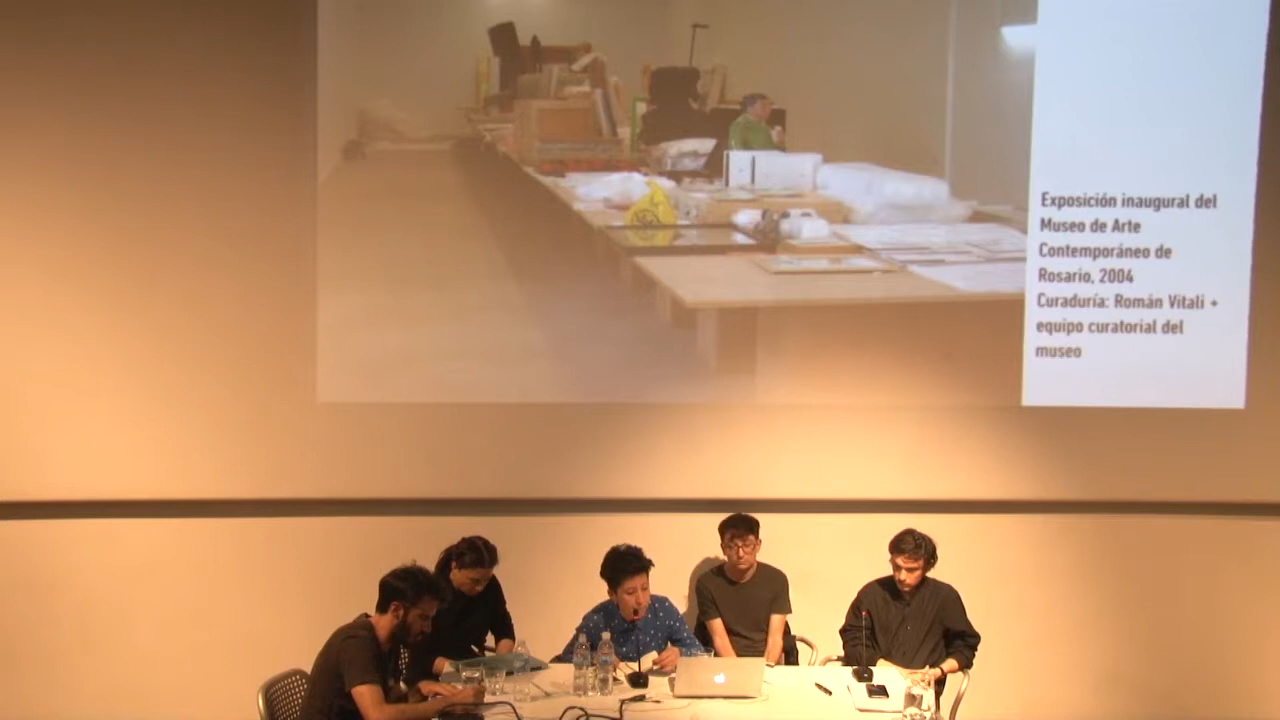 Exposición inaugural del
Museo de Arte
Contemporáneo de
Rosario, 2004
Curaduría: Román Vitali +
equipo curatorial del
museo